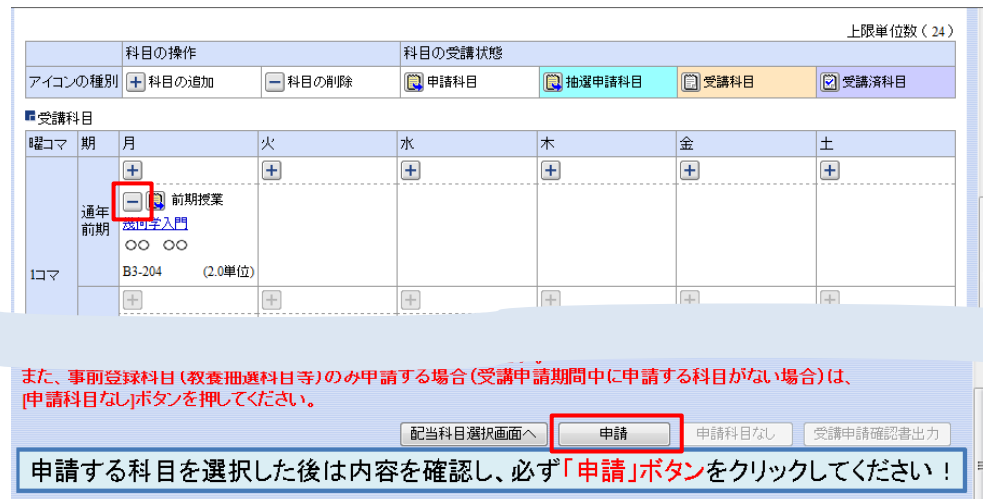 上限単位数（24）
科目の操作 科目の受講状態
アイコンの種別 科目の追加 科目の削除 申請科目 抽選申請科目 受講科目 受講済科目
受講科目
曜コマ 期 月 火 水 木 金 土
前期授業
通年
前期
幾何学入門
○○ ○○
1コマ
B3-204 (2.0単位)
また、事前登録科目（教養抽選科目等）のみ申請する場合（受講申請期間中に申請する科目がない場合）は、
[申請科目なし]ボタンを押してください。
配当科目選択画面へ 申請 申請科目なし 受講申請確認書出力
申請する科目を選択した後は内容を確認し、必ず「申請」ボタンをクリックしてください！